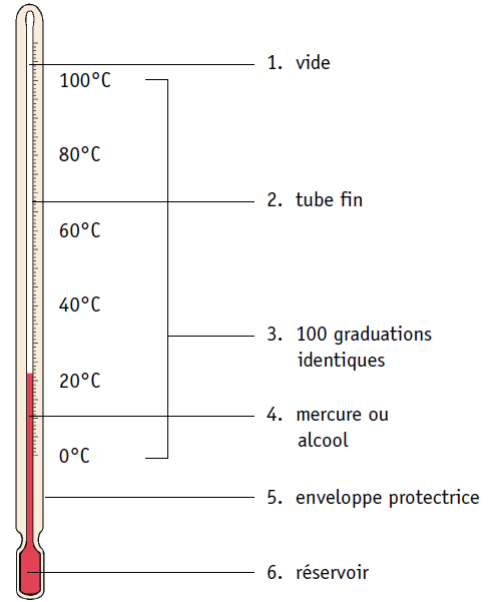 1. vide
100°C
80°C
2. tube fin
60°C
40°C
3. 100 graduations
identiques
20°C
4. mercure ou
alcool
0°C
5. enveloppe protectrice
6. réservoir